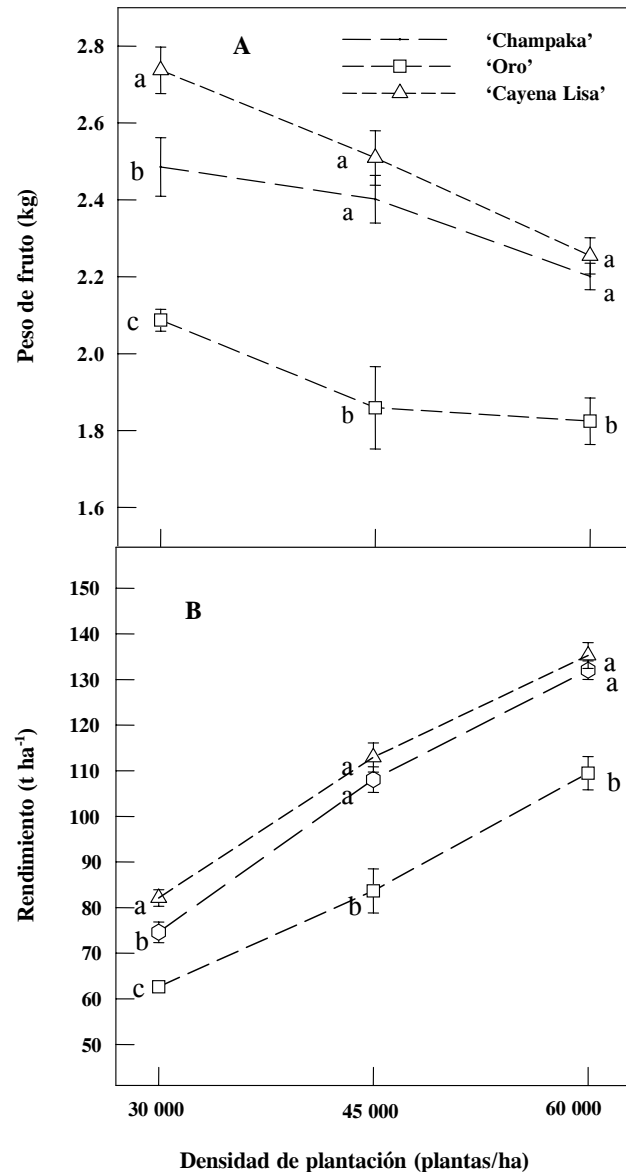 A
‘Champaka’
‘Oro’
‘Cayena Lisa’
Peso de fruto (kg)
2.8
2.6
2.4
2.2
2.0
1.8
1.6
a
b
c
a
a
b
a
a
b
B
Rendimiento (t ha⁻¹)
150
140
130
120
110
100
90
80
70
60
50
a
b
c
a
a
b
a
a
b
30 000 45 000 60 000
Densidad de plantación (plantas/ha)